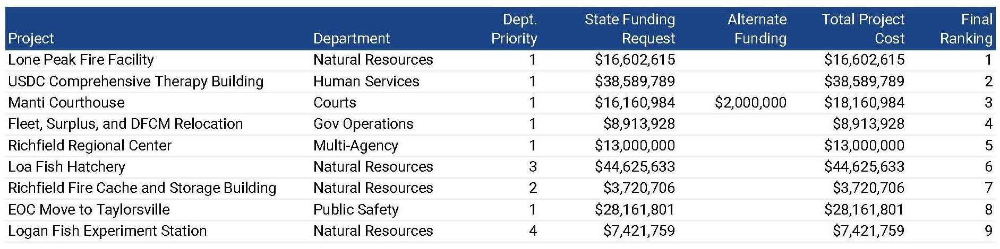 Dept. State Funding Alternate Total Project Final
Project Department Priority Request Funding Cost Ranking
Lone Peak Fire Facility Natural Resources 1 $16,602,615 $16,602,615 1
USDC Comprehensive Therapy Building Human Services 1 $38,589,789 $38,589,789 2
Manti Courthouse Courts 1 $16,160,984 $2,000,000 $18,160,984 3
Fleet, Surplus, and DFCM Relocation Gov Operations 1 $8,913,928 $8,913,928 4
Richfield Regional Center Multi-Agency 1 $13,000,000 $13,000,000 5
Loa Fish Hatchery Natural Resources 3 $44,625,633 $44,625,633 6
Richfield Fire Cache and Storage Building Natural Resources 2 $3,720,706 $3,720,706 7
EOC Move to Taylorsville Public Safety 1 $28,161,801 $28,161,801 8
Logan Fish Experiment Station Natural Resources 4 $7,421,759 $7,421,759 9